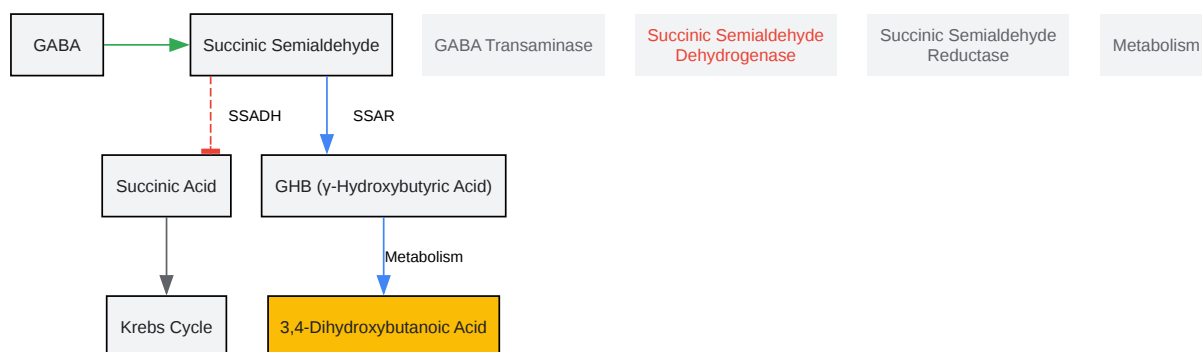 GABA
Succinic Semialdehyde
GABA Transaminase
Succinic Semialdehyde
Dehydrogenase
Succinic Semialdehyde
Reductase
Metabolism
SSADH
SSAR
Succinic Acid
GHB (γ-Hydroxybutyric Acid)
Metabolism
Krebs Cycle
3,4-Dihydroxybutanoic Acid